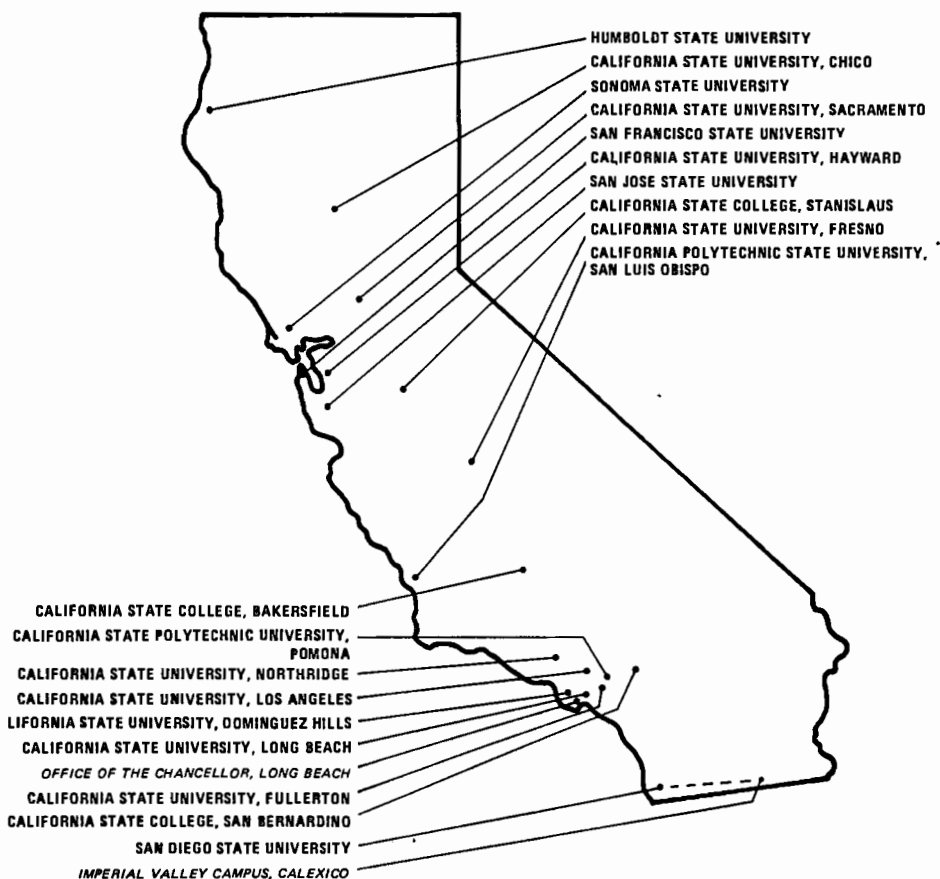 HUMBOLDT STATE UNIVERSITY
CALIFORNIA STATE UNIVERSITY, CHICO
SONOMA STATE UNIVERSITY
CALIFORNIA STATE UNIVERSITY, SACRAMENTO
SAN FRANCISCO STATE UNIVERSITY
CALIFORNIA STATE UNIVERSITY, HAYWARD
SAN JOSE STATE UNIVERSITY
CALIFORNIA STATE COLLEGE, STANISLAUS
CALIFORNIA STATE UNIVERSITY, FRESNO
CALIFORNIA POLYTECHNIC STATE UNIVERSITY,
SAN LUIS OBISPO
CALIFORNIA STATE COLLEGE, BAKERSFIELD
CALIFORNIA STATE POLYTECHNIC UNIVERSITY,
POMONA
CALIFORNIA STATE UNIVERSITY, NORTHRIDGE
CALIFORNIA STATE UNIVERSITY, LOS ANGELES
LIFORNIA STATE UNIVERSITY, DOMINGUEZ HILLS
CALIFORNIA STATE UNIVERSITY, LONG BEACH
OFFICE OF THE CHANCELLOR, LONG BEACH
CALIFORNIA STATE UNIVERSITY, FULLERTON
CALIFORNIA STATE COLLEGE, SAN BERNARDINO
SAN DIEGO STATE UNIVERSITY
IMPERIAL VALLEY CAMPUS, CALEXICO